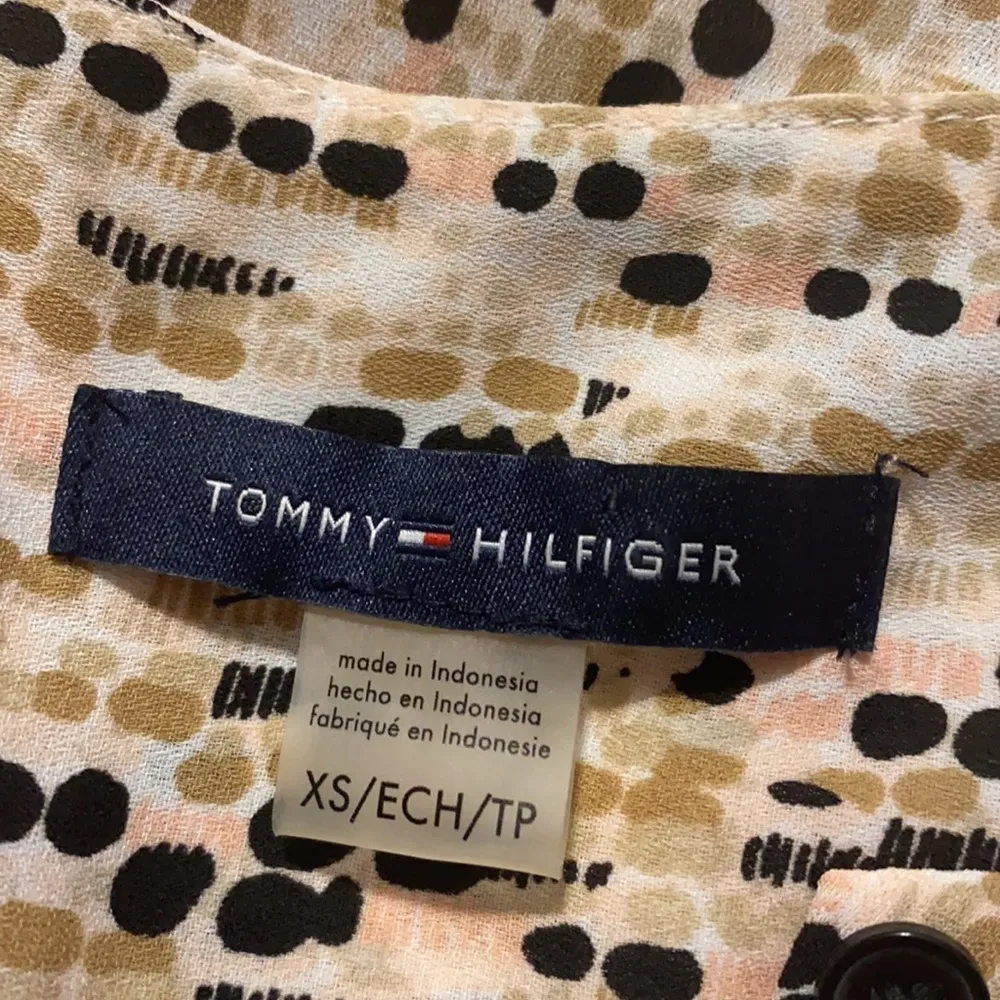 TOMMY HILFIGER
made in Indonesia
hecho en Indonesia
fabriqué en Indonesie
XS/ECH/TP